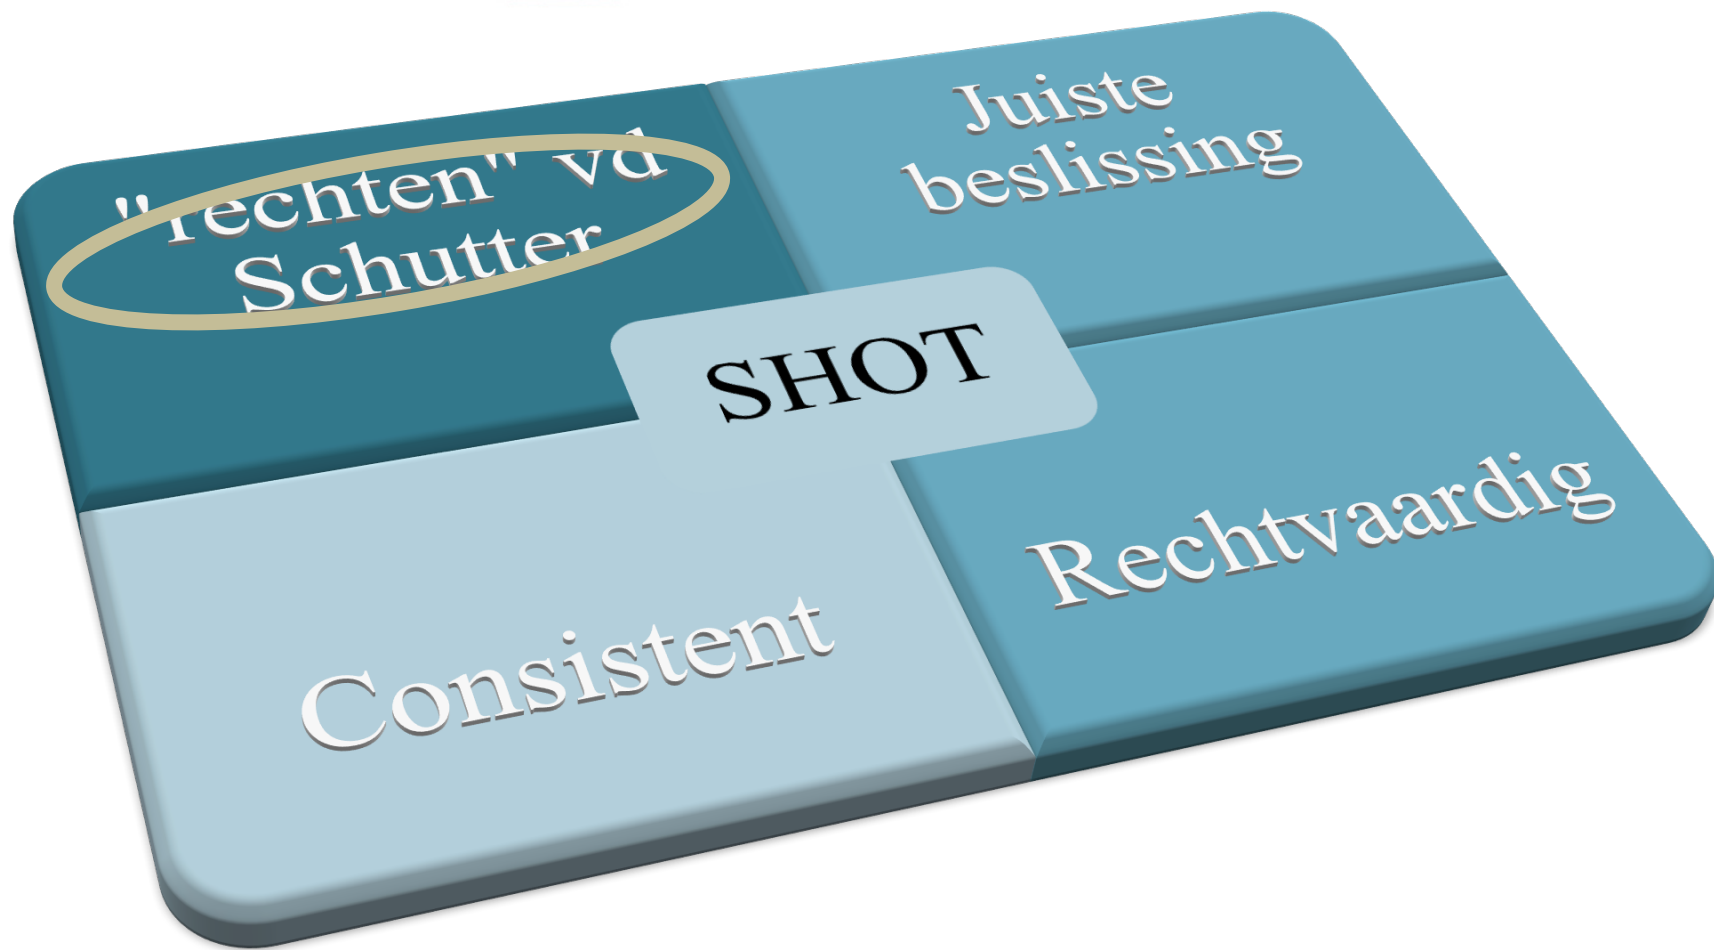 "rechten" vd
Schutter
Juiste
beslissing
SHOT
Consistent
Rechtvaardig